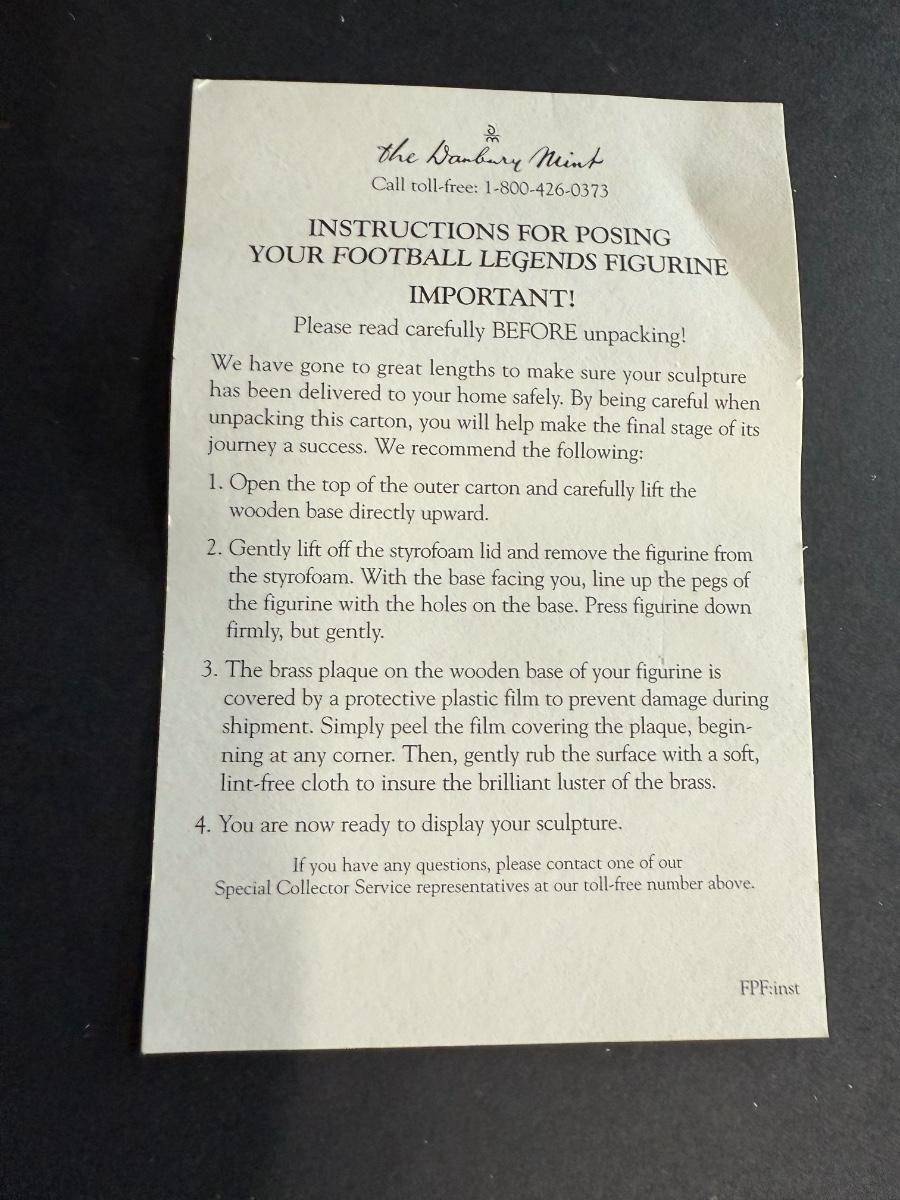 the Danbury Mint
Call toll-free: 1-800-426-0373
INSTRUCTIONS FOR POSING
YOUR FOOTBALL LEGENDS FIGURINE
IMPORTANT!
Please read carefully BEFORE unpacking!
We have gone to great lengths to make sure your sculpture
has been delivered to your home safely. By being careful when
unpacking this carton, you will help make the final stage of its
journey a success. We recommend the following:
1. Open the top of the outer carton and carefully lift the
wooden base directly upward.
2. Gently lift off the styrofoam lid and remove the figurine from
the styrofoam. With the base facing you, line up the pegs of
the figurine with the holes on the base. Press figurine down
firmly, but gently.
3. The brass plaque on the wooden base of your figurine is
covered by a protective plastic film to prevent damage during
shipment. Simply peel the film covering the plaque, begin-
ning at any corner. Then, gently rub the surface with a soft,
lint-free cloth to insure the brilliant luster of the brass.
4. You are now ready to display your sculpture.
If you have any questions, please contact one of our
Special Collector Service representatives at our toll-free number above.
FPF:inst